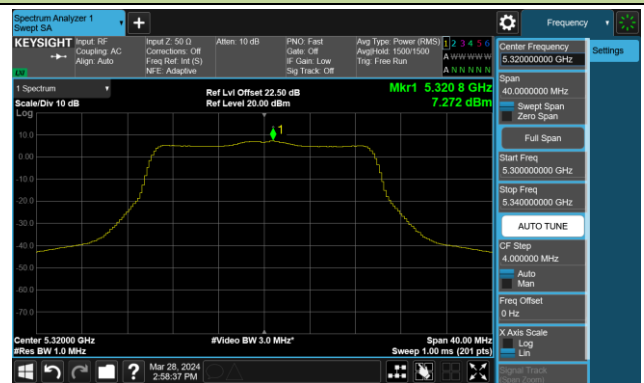 Spectrum Analyzer 1
Swept SA
+
Frequency
KEYSIGHT
Input: RF
Coupling: AC
Align: Auto
Input Z: 50 Ω
Corrections: Off
Freq Ref: Int (S)
NFE: Adaptive
Atten: 10 dB
PNO: Fast
Gate: Off
IF Gain: Low
Sig Track: Off
Avg Type: Power (RMS)
Avg|Hold: 1500/1500
Trig: Free Run
1 2 3 4 5 6
A W W W W W
A N N N N N
1 Spectrum
Scale/Div 10 dB
Log
Ref Lvl Offset 22.50 dB
Ref Level 20.00 dBm
Mkr1 5.320 8 GHz
7.272 dBm
1
10.0
0.00
-10.0
-20.0
-30.0
-40.0
-50.0
-60.0
-70.0
Center 5.32000 GHz
#Res BW 1.0 MHz
#Video BW 3.0 MHz*
Span 40.00 MHz
Sweep 1.00 ms (201 pts)
Center Frequency
5.320000000 GHz
Settings
Span
40.0000000 MHz
Swept Span
Zero Span
Full Span
Start Freq
5.300000000 GHz
Stop Freq
5.340000000 GHz
AUTO TUNE
CF Step
4.000000 MHz
Auto
Man
Freq Offset
0 Hz
X Axis Scale
Log
Lin
Signal Track
(Span Zoom)
?
Mar 28, 2024
2:58:37 PM